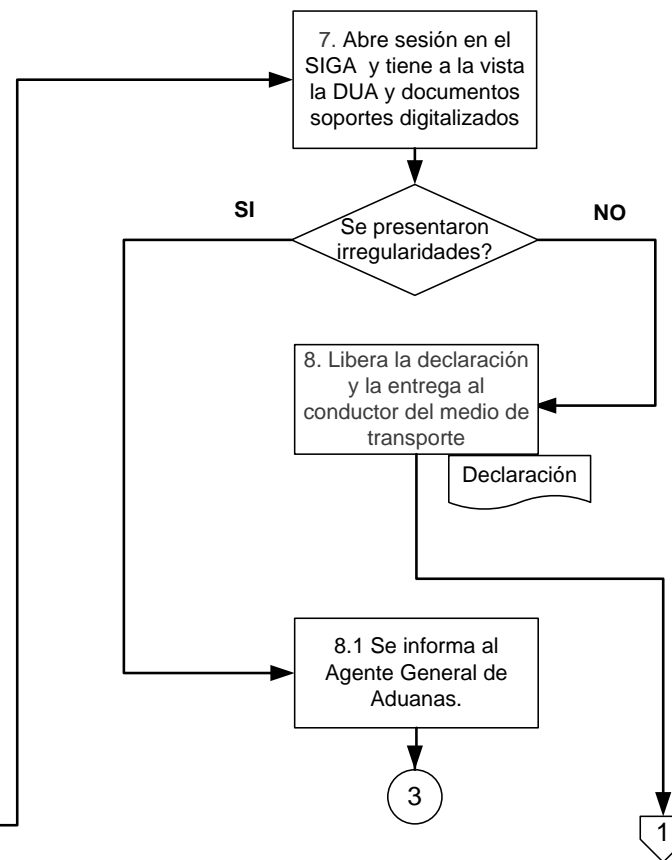 7. Abre sesión en el
SIGA y tiene a la vista
la DUA y documentos
soportes digitalizados
SI
NO
Se presentaron
irregularidades?
8. Libera la declaración
y la entrega al
conductor del medio de
transporte
Declaración
8.1 Se informa al
Agente General de
Aduanas.
3
1